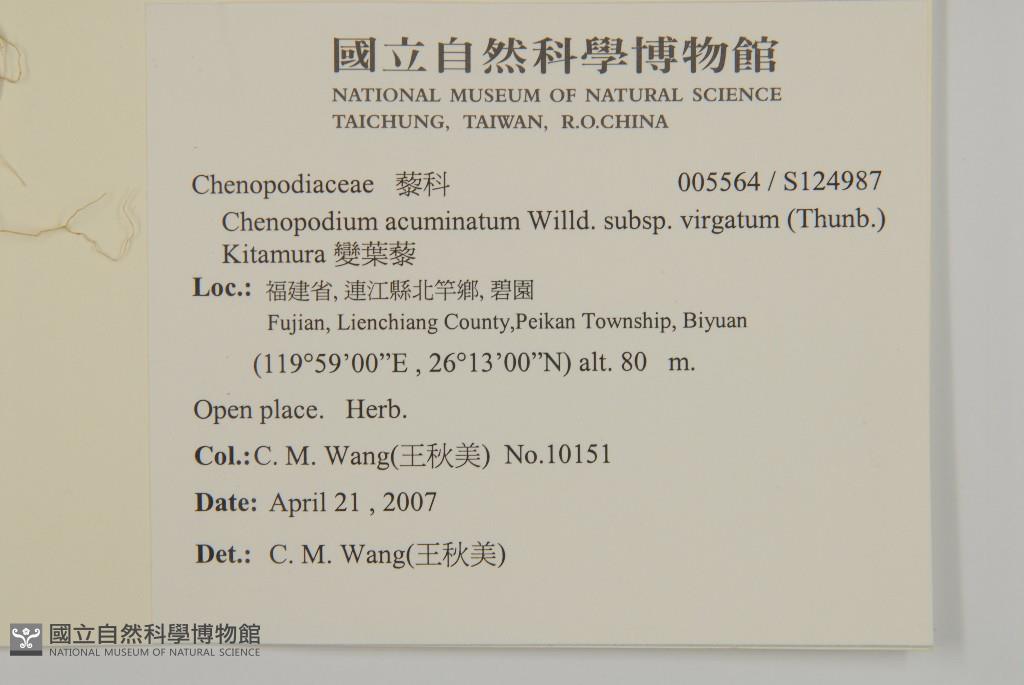 國立自然科學博物館
NATIONAL MUSEUM OF NATURAL SCIENCE
TAICHUNG, TAIWAN, R.O.CHINA
Chenopodiaceae 藜科 005564 / S124987
Chenopodium acuminatum Willd. subsp. virgatum (Thunb.)
Kitamura 變葉藜
Loc.: 福建省, 連江縣北竿鄉, 碧園
Fujian, Lienchiang County,Peikan Township, Biyuan
(119°59’00”E , 26°13’00”N) alt. 80 m.
Open place. Herb.
Col.: C. M. Wang(王秋美) No.10151
Date: April 21 , 2007
Det.: C. M. Wang(王秋美)
國立自然科學博物館
NATIONAL MUSEUM OF NATURAL SCIENCE